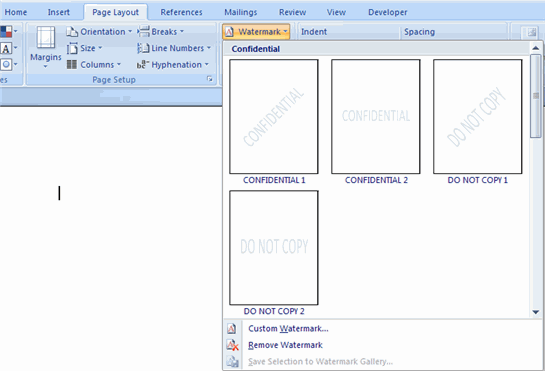 Home Insert Page Layout References Mailings Review View Developer
Orientation Breaks Watermark Indent Spacing
Margins Size Line Numbers
Columns Hyphenation
es Page Setup
Confidential
CONFIDENTIAL CONFIDENTIAL DO NOT COPY
CONFIDENTIAL 1 CONFIDENTIAL 2 DO NOT COPY 1
DO NOT COPY
DO NOT COPY 2
Custom Watermark...
Remove Watermark
Save Selection to Watermark Gallery...